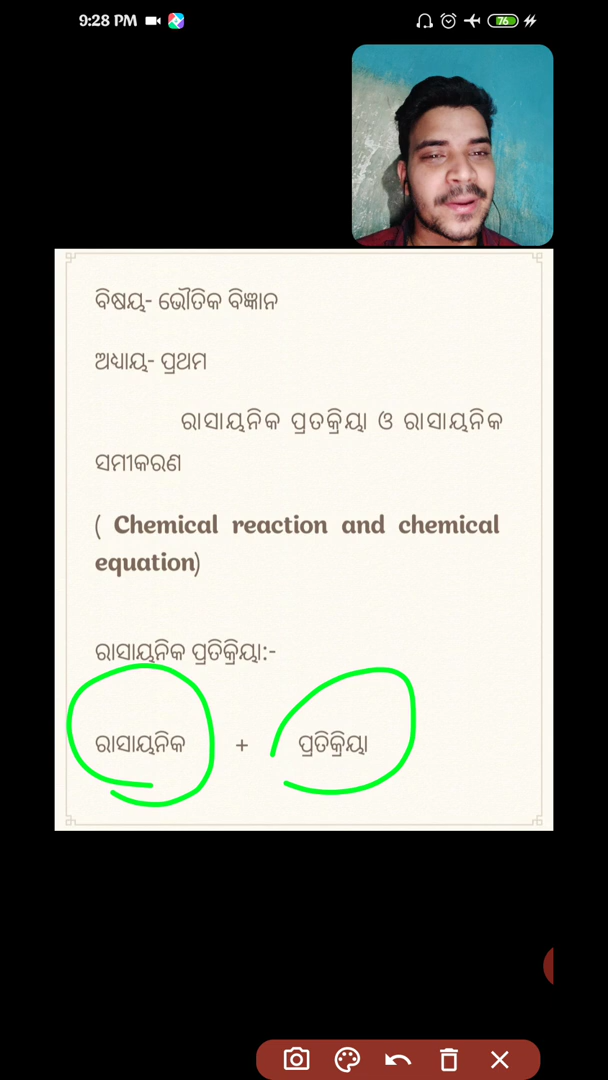 9:28 PM
76
ବିଷୟ- ଭୌତିକ ବିଜ୍ଞାନ
ଅଧ୍ୟାୟ- ପ୍ରଥମ
ରାସାୟନିକ ପ୍ରତକ୍ରିୟା ଓ ରାସାୟନିକ
ସମୀକରଣ
( Chemical reaction and chemical
equation)
ରାସାୟନିକ ପ୍ରତିକ୍ରିୟା:-
ରାସାୟନିକ + ପ୍ରତିକ୍ରିୟା